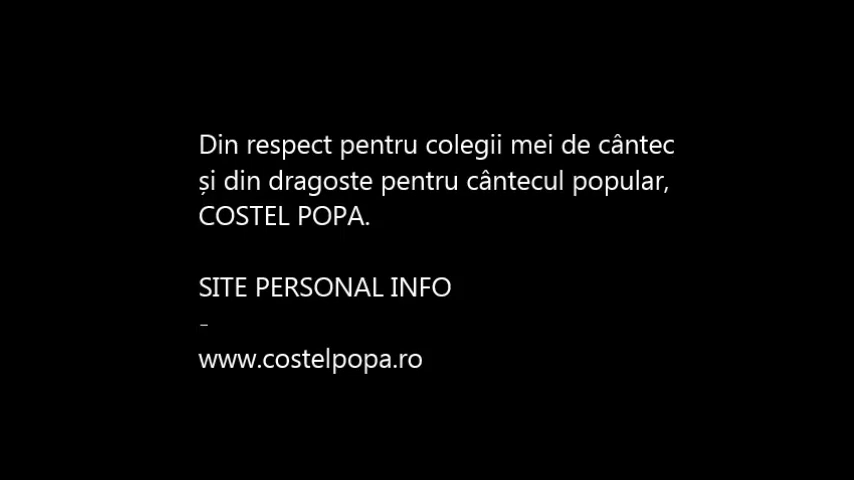 Din respect pentru colegii mei de cântec
și din dragoste pentru cântecul popular,
COSTEL POPA.
SITE PERSONAL INFO
-
www.costelpopa.ro